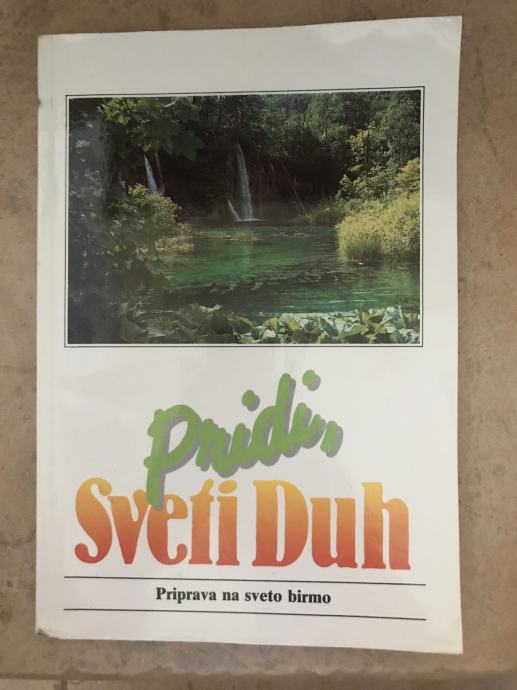 Pridi,
Sveti Duh
Priprava na sveto birmo